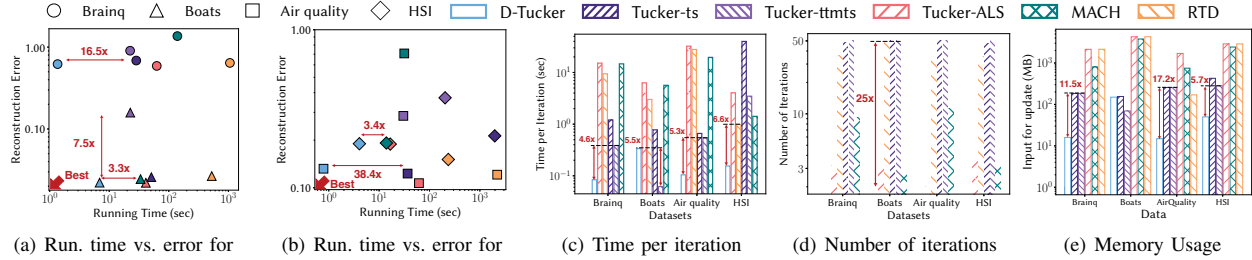 Brainq Boats Air quality HSI D-Tucker Tucker-ts Tucker-ttmts Tucker-ALS MACH RTD
Reconstruction Error
1.00
0.10
16.5x
7.5x
3.3x
Best
10⁰ 10¹ 10² 10³
Running Time (sec)
(a) Run. time vs. error for
Reconstruction Error
0.10
3.4x
38.4x
Best
10⁰ 10¹ 10² 10³
Running Time (sec)
(b) Run. time vs. error for
Time per Iteration (sec)
10¹
10⁰
10⁻¹
4.6x
5.5x
5.3x
6.6x
Brainq Boats Air quality HSI
Datasets
(c) Time per iteration
Number of Iterations
50
10
3
25x
Brainq Boats Air quality HSI
Datasets
(d) Number of iterations
Input for update (MB)
10³
10²
10¹
10⁰
11.5x
17.2x
5.7x
Brainq Boats AirQuality HSI
Data
(e) Memory Usage